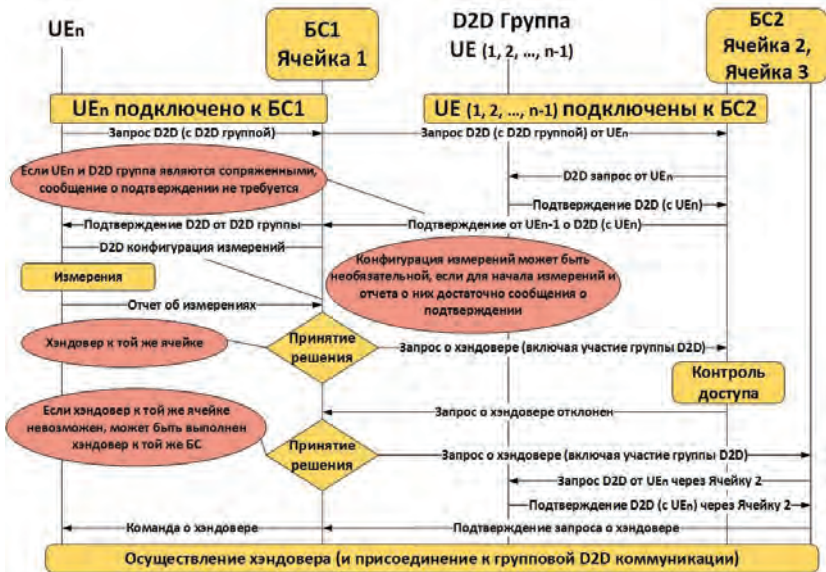 UEn
БС1
Ячейка 1
D2D Группа
UE (1, 2, ..., n-1)
БС2
Ячейка 2,
Ячейка 3
UEn подключено к БС1
UE (1, 2, ..., n-1) подключены к БС2
Запрос D2D (с D2D группой)
Запрос D2D (с D2D группой) от UEn
Если UEn и D2D группа являются сопряженными,
сообщение о подтверждении не требуется
D2D запрос от UEn
Подтверждение D2D (с UEn)
Подтверждение D2D от D2D группы
Подтверждение от UEn-1 о D2D (с UEn)
D2D конфигурация измерений
Конфигурация измерений может быть
необязательной, если для начала измерений и
отчета о них достаточно сообщения о
подтверждении
Измерения
Отчет об измерениях
Хэндовер к той же ячейке
Принятие
решения
Запрос о хэндовере (включая участие группы D2D)
Контроль
доступа
Если хэндовер к той же ячейке
невозможен, может быть выполнен
хэндовер к той же БС
Запрос о хэндовере отклонен
Принятие
решения
Запрос о хэндовере (включая участие группы D2D)
Запрос D2D от UEn через Ячейку 2
Подтверждение D2D (с UEn) через Ячейку 2
Команда о хэндовере
Подтверждение запроса о хэндовере
Осуществление хэндовера (и присоединение к групповой D2D коммуникации)